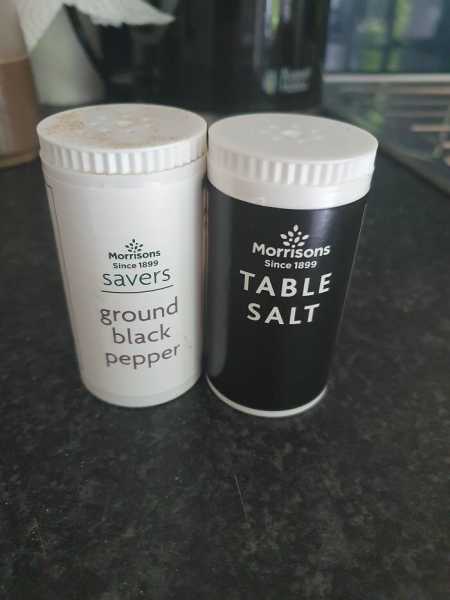 Morrisons
Since 1899
savers
ground
black
pepper
Morrisons
Since 1899
TABLE
SALT